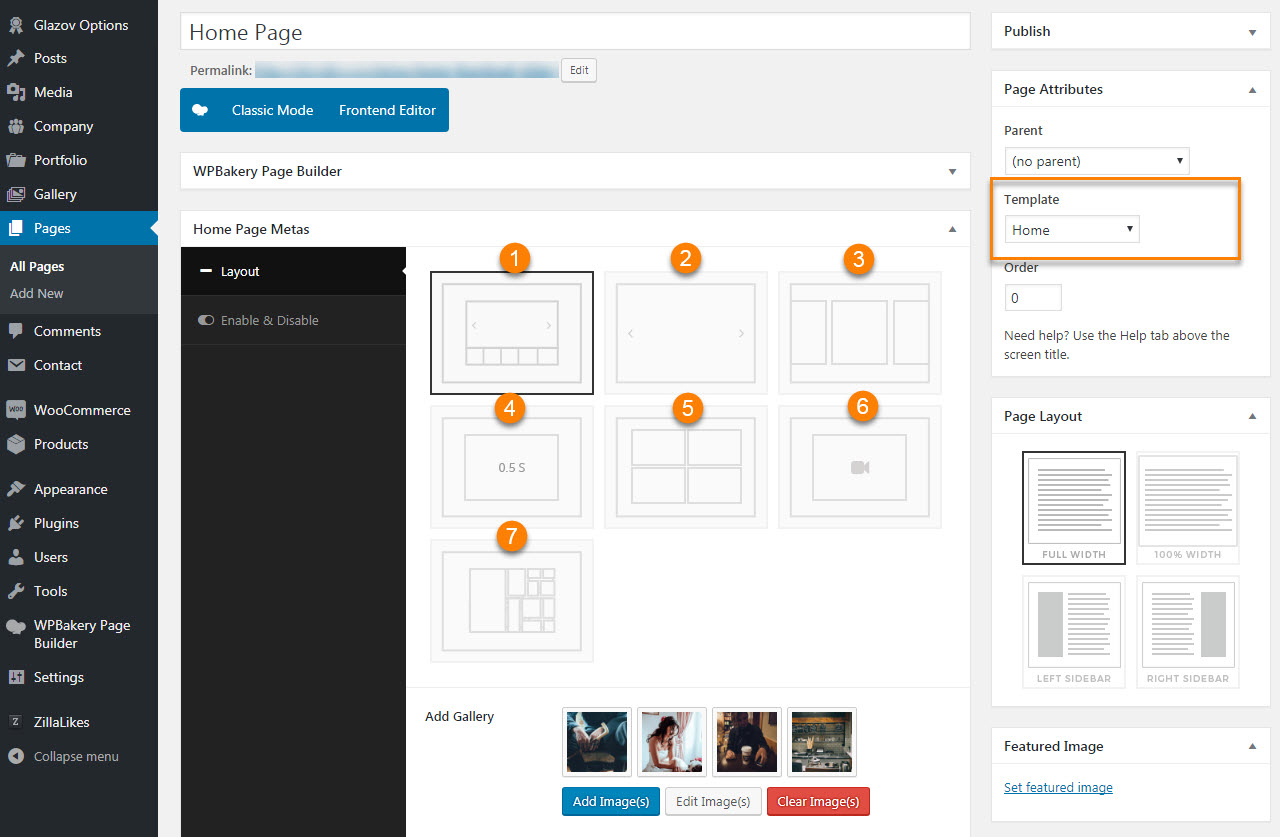 Glazov Options
Posts
Media
Company
Portfolio
Gallery
Pages
All Pages
Add New
Comments
Contact
WOO
WooCommerce
Products
Appearance
Plugins
Users
Tools
WPBakery Page
Builder
Settings
Z
ZillaLikes
Collapse menu
Home Page
Permalink:
Edit
Classic Mode
Frontend Editor
WPBakery Page Builder
Home Page Metas
Layout
Enable & Disable
1
2
3
4
5
6
0.5 S
7
Add Gallery
Add Image(s)
Edit Image(s)
Clear Image(s)
Publish
Page Attributes
Parent
(no parent)
Template
Home
Order
0
Need help? Use the Help tab above the
screen title.
Page Layout
FULL WIDTH
100% WIDTH
LEFT SIDEBAR
RIGHT SIDEBAR
Featured Image
Set featured image